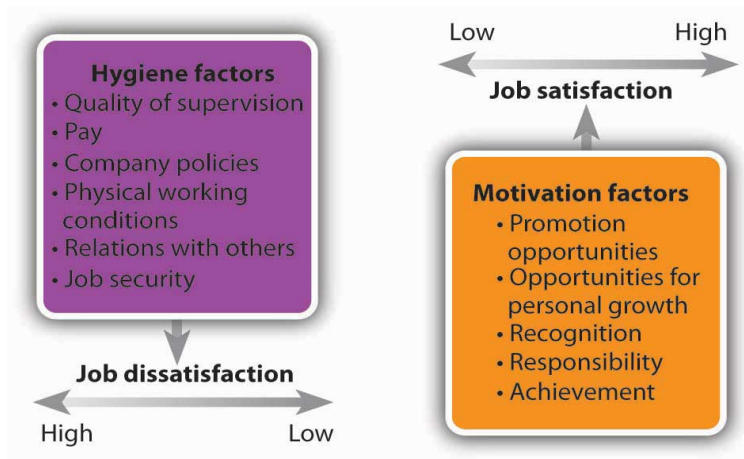 Hygiene factors
• Quality of supervision
• Pay
• Company policies
• Physical working
conditions
• Relations with others
• Job security
Job dissatisfaction
High Low
Low High
Job satisfaction
Motivation factors
• Promotion
opportunities
• Opportunities for
personal growth
• Recognition
• Responsibility
• Achievement